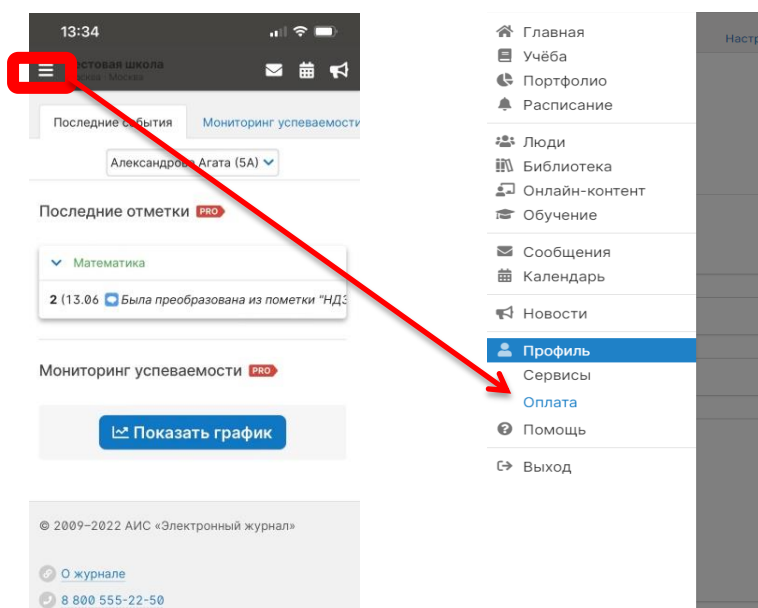 13:34
стовая школа
Москва
Последние события Мониторинг успеваемости
Александрова Агата (5А)
Последние отметки PRO
Математика
2 (13.06 Была преобразована из пометки "НДЗ
Мониторинг успеваемости PRO
Показать график
© 2009–2022 АИС «Электронный журнал»
О журнале
8 800 555-22-50
Главная
Учёба
Портфолио
Расписание
Люди
Библиотека
Онлайн-контент
Обучение
Сообщения
Календарь
Новости
Профиль
Сервисы
Оплата
Помощь
Выход
Настр